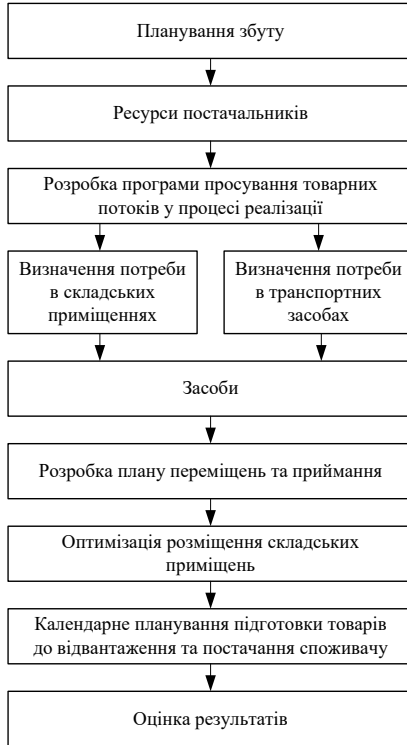 Планування збуту
Ресурси постачальників
Розробка програми просування товарних
потоків у процесі реалізації
Визначення потреби
в складських
приміщеннях
Визначення потреби
в транспортних
засобах
Засоби
Розробка плану переміщень та приймання
Оптимізація розміщення складських
приміщень
Календарне планування підготовки товарів
до відвантаження та постачання споживачу
Оцінка результатів